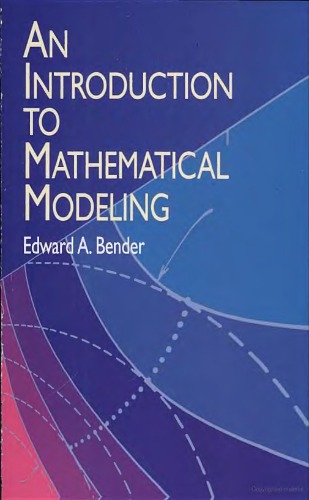 AN
INTRODUCTION
TO
MATHEMATICAL
MODELING
Edward A. Bender